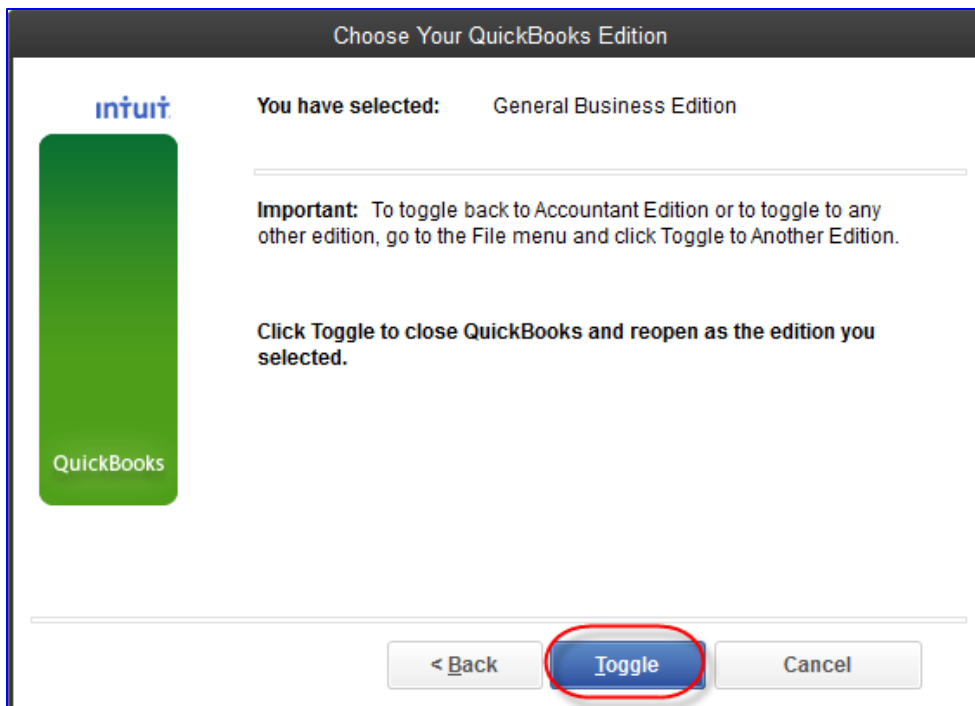 Choose Your QuickBooks Edition
intuit
You have selected: General Business Edition
Important: To toggle back to Accountant Edition or to toggle to any
other edition, go to the File menu and click Toggle to Another Edition.
Click Toggle to close QuickBooks and reopen as the edition you
selected.
QuickBooks
< Back
Toggle
Cancel